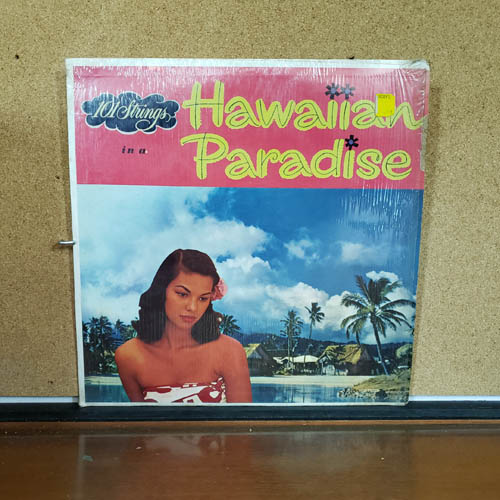 101 Strings
in a
Hawaiian
Paradise